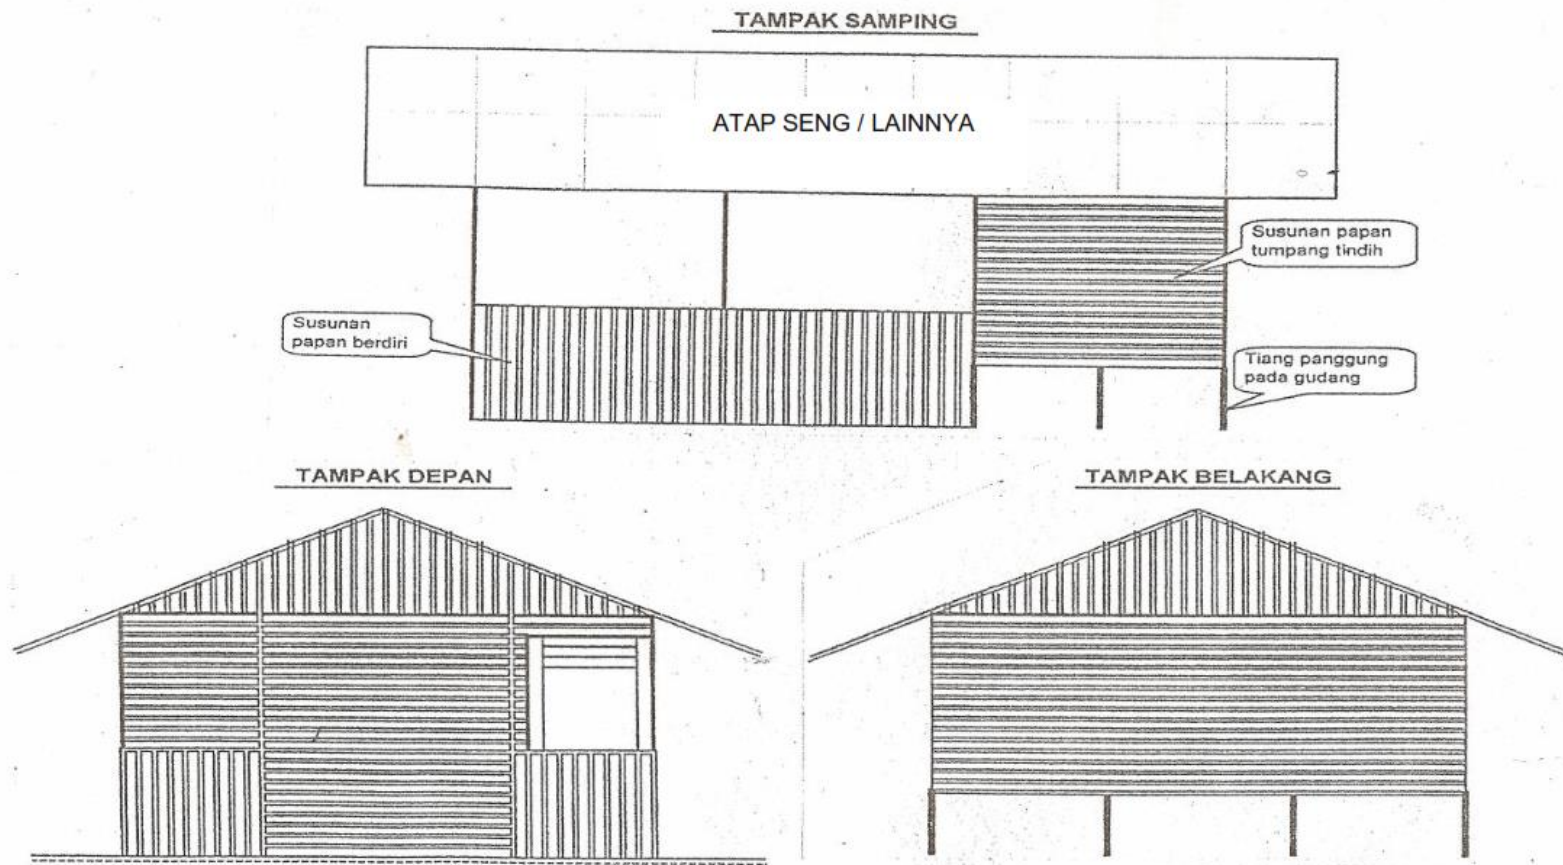 TAMPAK SAMPING
ATAP SENG / LAINNYA
Susunan papan
tumpang tindih
Susunan
papan berdiri
Tiang panggung
pada gudang
TAMPAK DEPAN
TAMPAK BELAKANG